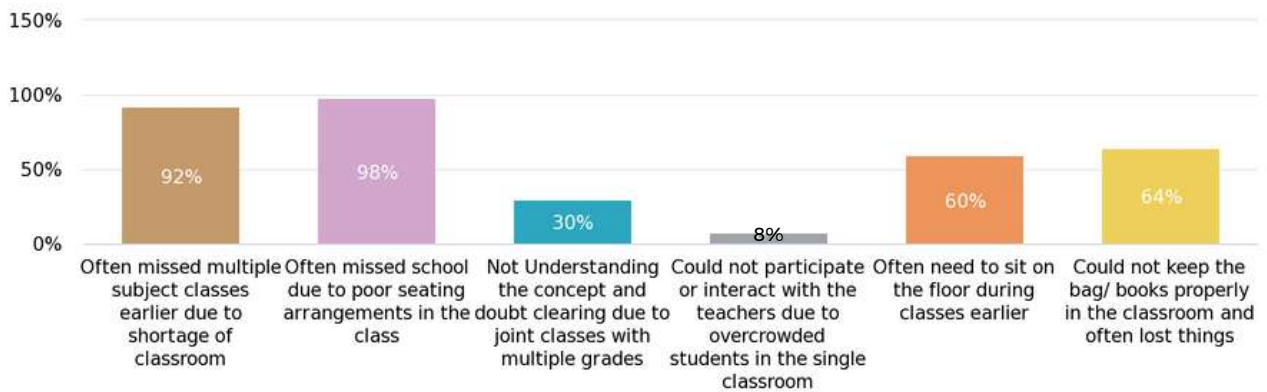 150%
100%
50%
0%
92%
98%
30%
8%
60%
64%
Often missed multiple
subject classes
earlier due to
shortage of
classroom
Often missed school
due to poor seating
arrangements in the
class
Not Understanding
the concept and
doubt clearing due to
joint classes with
multiple grades
Could not participate
or interact with the
teachers due to
overcrowded
students in the single
classroom
Often need to sit on
the floor during
classes earlier
Could not keep the
bag/ books properly
in the classroom and
often lost things